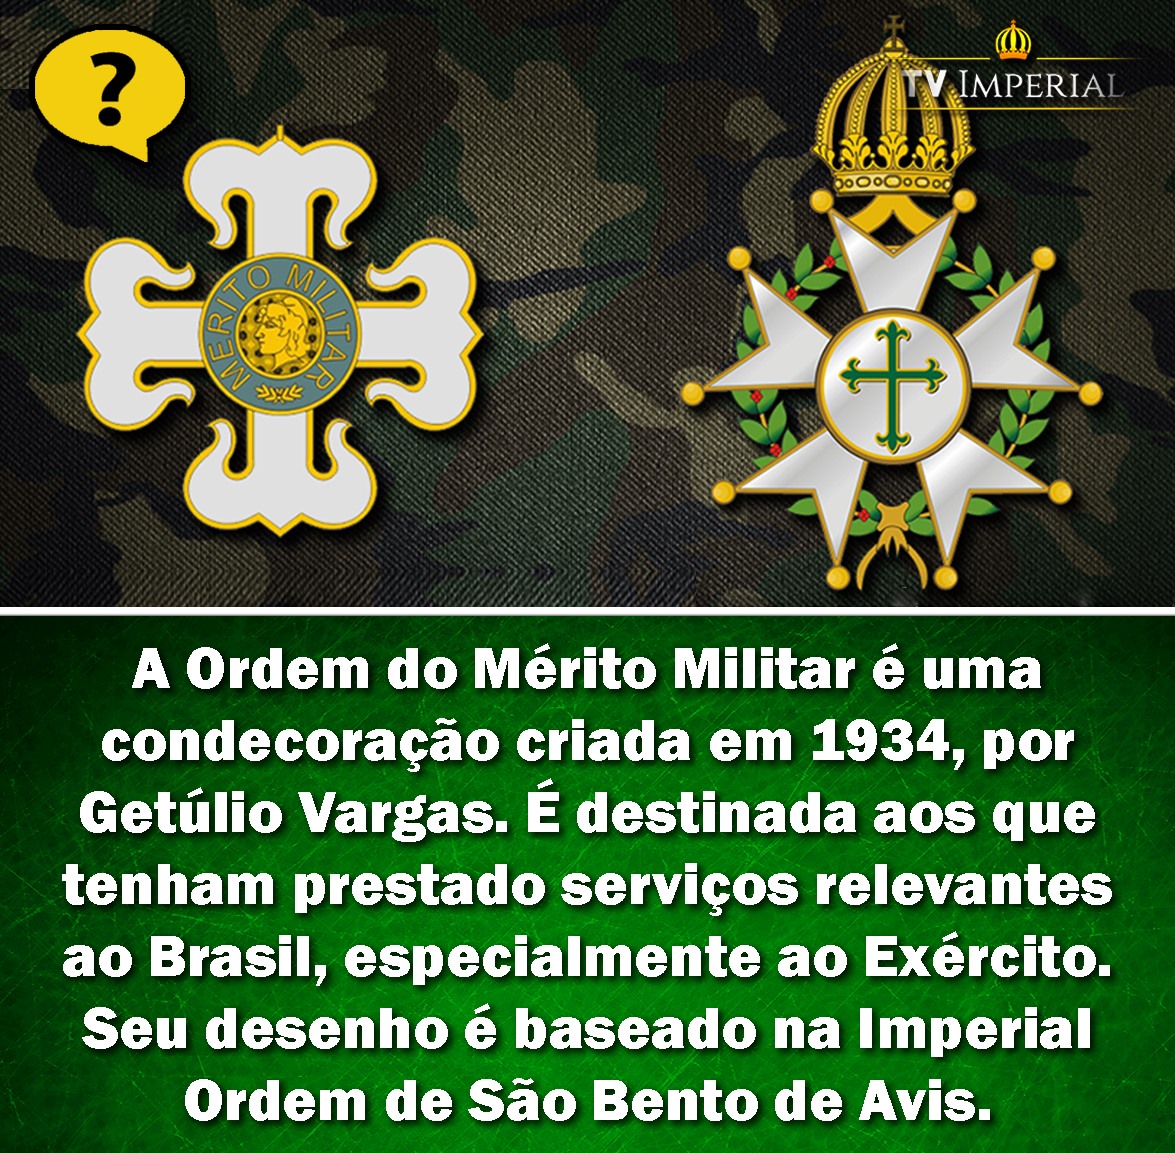 ?
TV IMPERIAL
MERITO MILITAR
A Ordem do Mérito Militar é uma
condecoração criada em 1934, por
Getúlio Vargas. É destinada aos que
tenham prestado serviços relevantes
ao Brasil, especialmente ao Exército.
Seu desenho é baseado na Imperial
Ordem de São Bento de Avis.